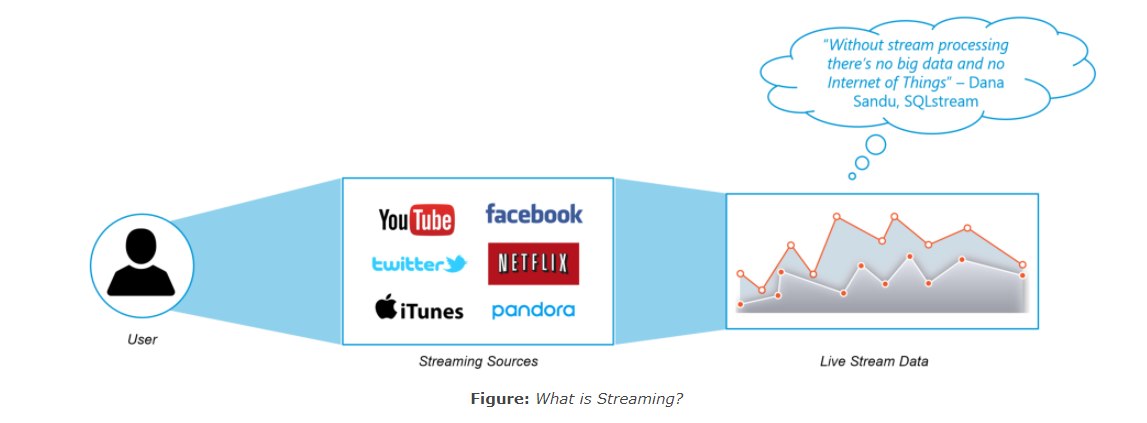 "Without stream processing
there's no big data and no
Internet of Things" – Dana
Sandu, SQLstream
YouTube
facebook
twitter
NETFLIX
iTunes
pandora
User
Streaming Sources
Live Stream Data
Figure: What is Streaming?